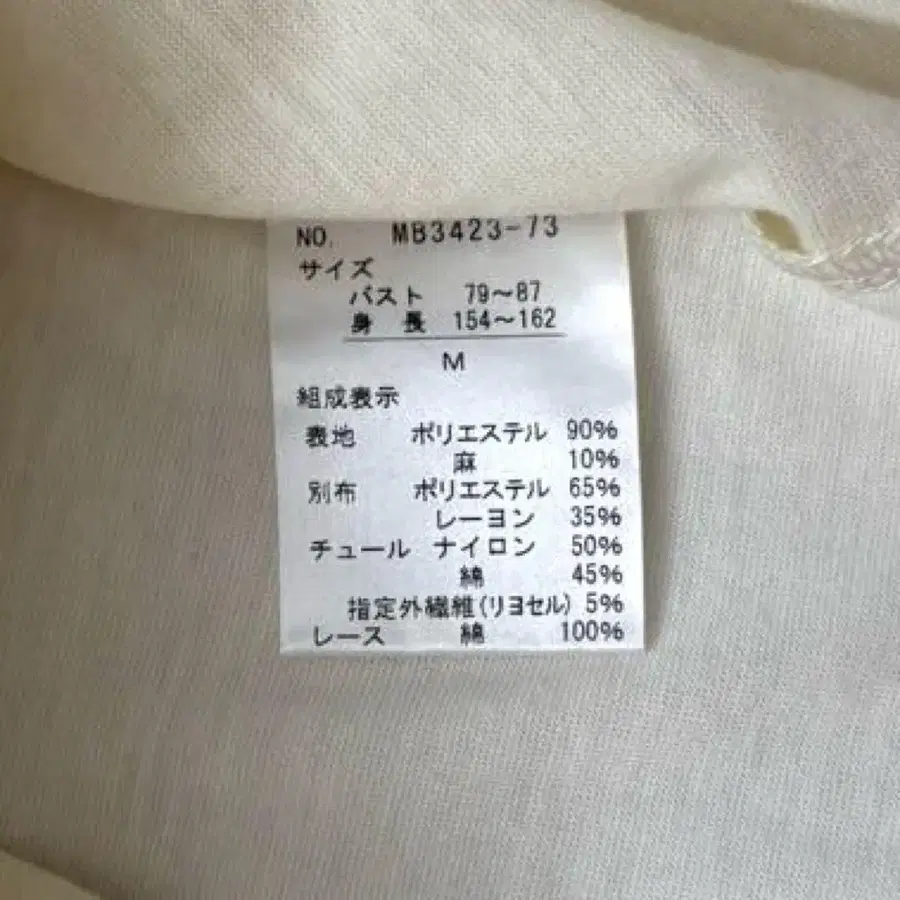 NO. MB3423-73
サイズ
バスト 79～87
身長 154～162
M
組成表示
表地 ポリエステル 90%
麻 10%
別布 ポリエステル 65%
レーヨン 35%
チュール ナイロン 50%
綿 45%
指定外繊維(リヨセル) 5%
レース 綿 100%